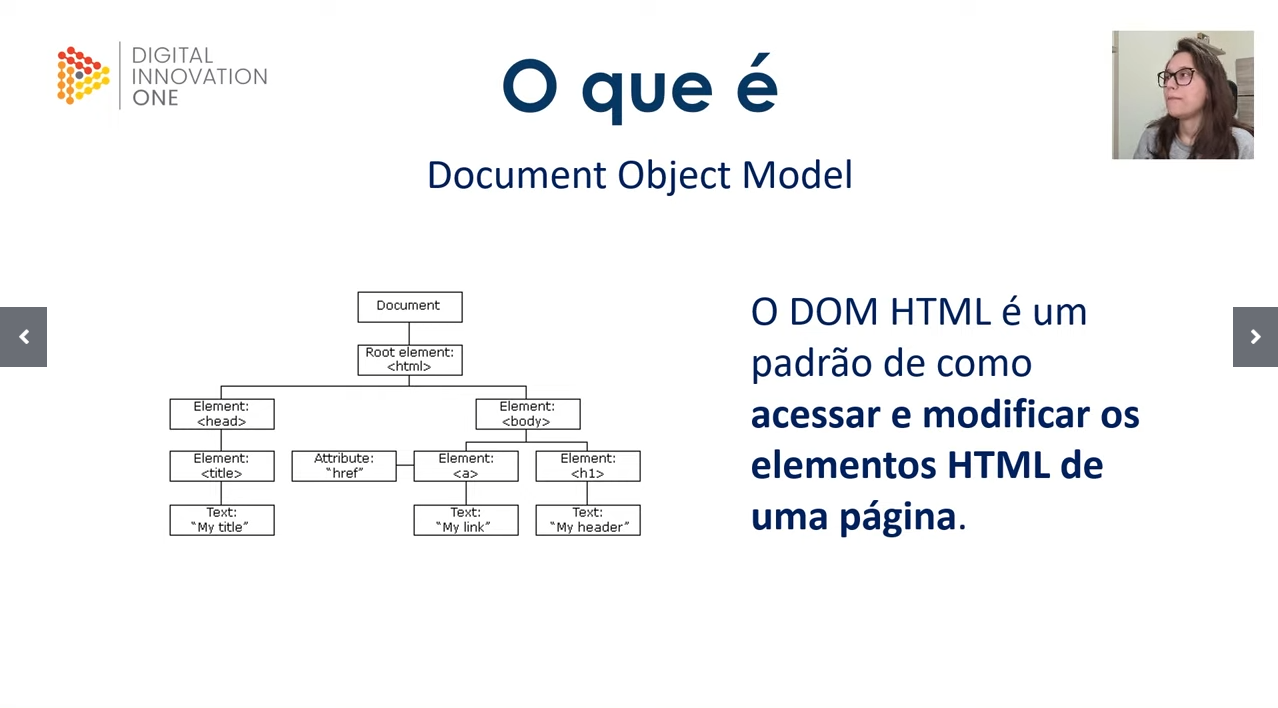 DIGITAL
INNOVATION
ONE
O que é
Document Object Model
Document
Root element:
<html>
Element:
<head>
Element:
<body>
Element:
<title>
Attribute:
“href”
Element:
<a>
Element:
<h1>
Text:
“My title”
Text:
“My link”
Text:
“My header”
O DOM HTML é um
padrão de como
acessar e modificar os
elementos HTML de
uma página.